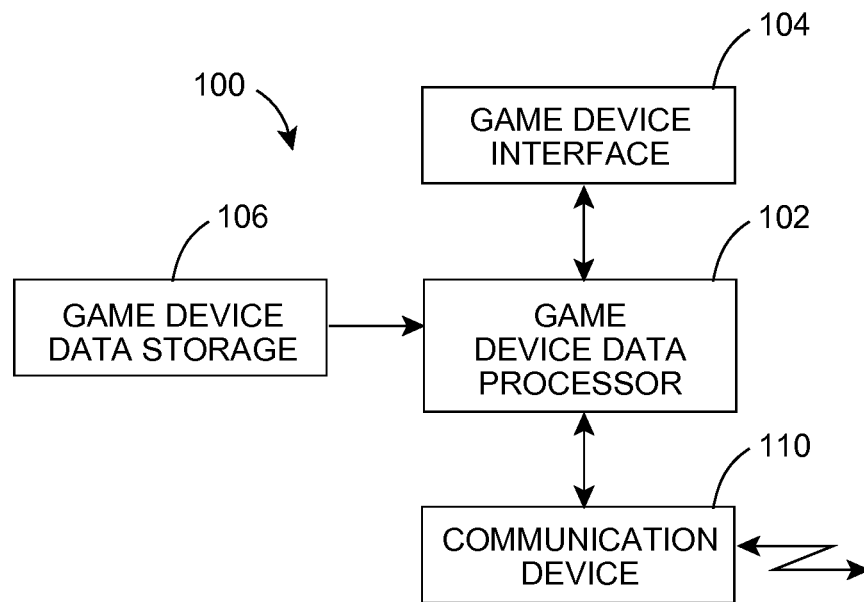 104
100
GAME DEVICE
INTERFACE
106
102
GAME DEVICE
DATA STORAGE
GAME
DEVICE DATA
PROCESSOR
110
COMMUNICATION
DEVICE